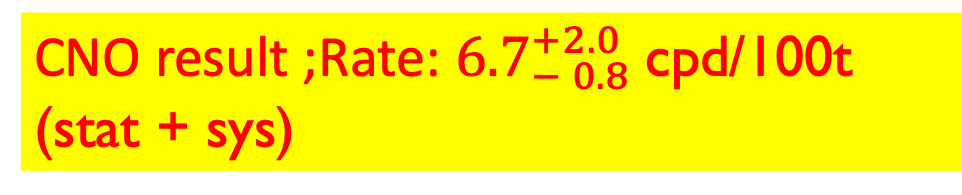 CNO result ;Rate: 6.7^{+2.0}_{− 0.8} cpd/100t
(stat + sys)